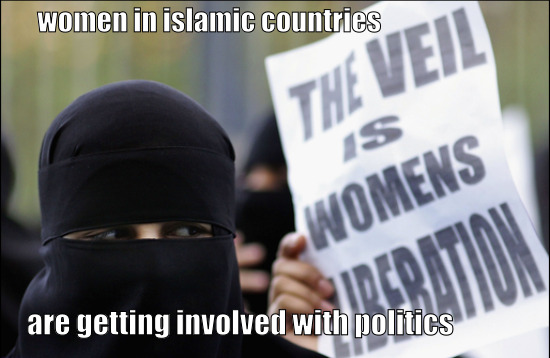 women in islamic countries
THE VEIL
IS
WOMENS
LIBERATION
are getting involved with politics